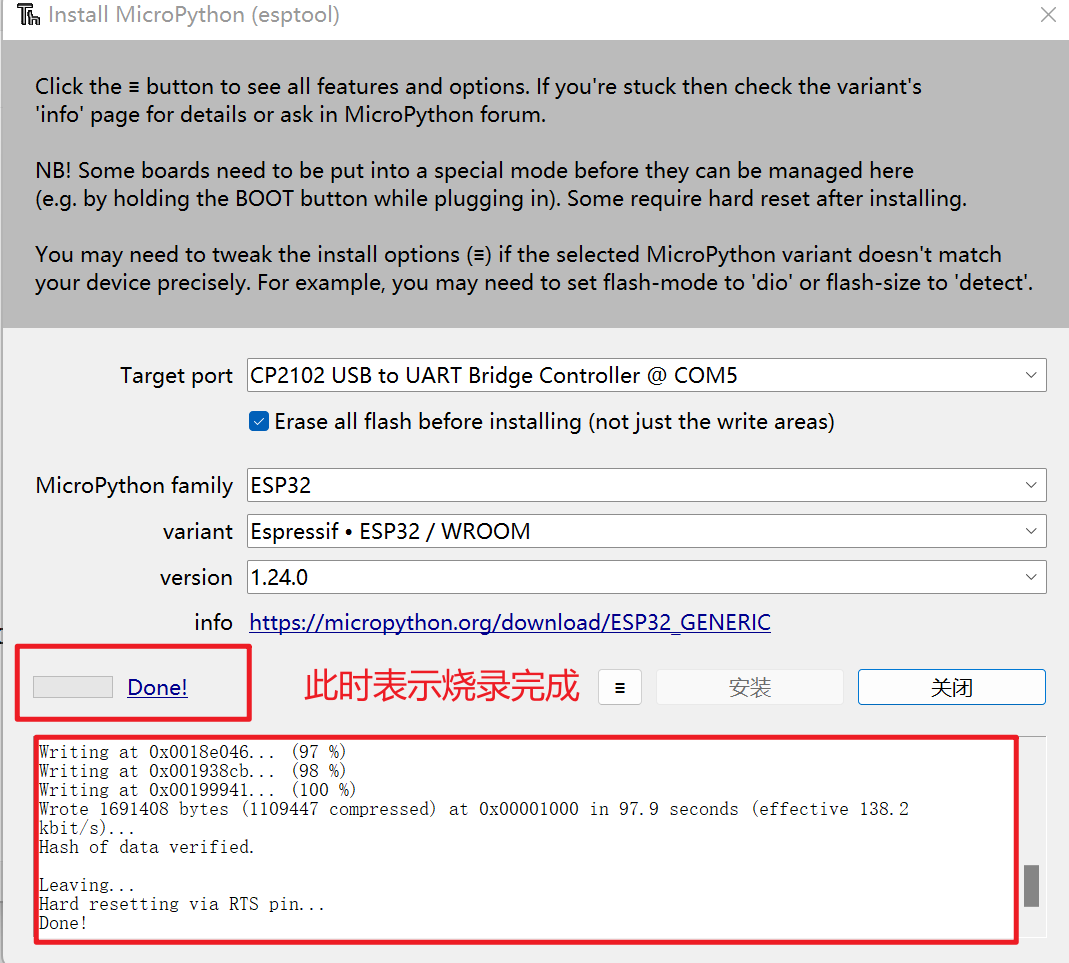 Install MicroPython (esptool)
Click the ≡ button to see all features and options. If you're stuck then check the variant's
'info' page for details or ask in MicroPython forum.
NB! Some boards need to be put into a special mode before they can be managed here
(e.g. by holding the BOOT button while plugging in). Some require hard reset after installing.
You may need to tweak the install options (≡) if the selected MicroPython variant doesn't match
your device precisely. For example, you may need to set flash-mode to 'dio' or flash-size to 'detect'.
Target port CP2102 USB to UART Bridge Controller @ COM5
Erase all flash before installing (not just the write areas)
MicroPython family ESP32
variant Espressif • ESP32 / WROOM
version 1.24.0
info https://micropython.org/download/ESP32_GENERIC
Done! 此时表示烧录完成 ≡ 安装 关闭
Writing at 0x0018e046... (97 %)
Writing at 0x001938cb... (98 %)
Writing at 0x00199941... (100 %)
Wrote 1691408 bytes (1109447 compressed) at 0x00001000 in 97.9 seconds (effective 138.2
kbit/s)...
Hash of data verified.
Leaving...
Hard resetting via RTS pin...
Done!